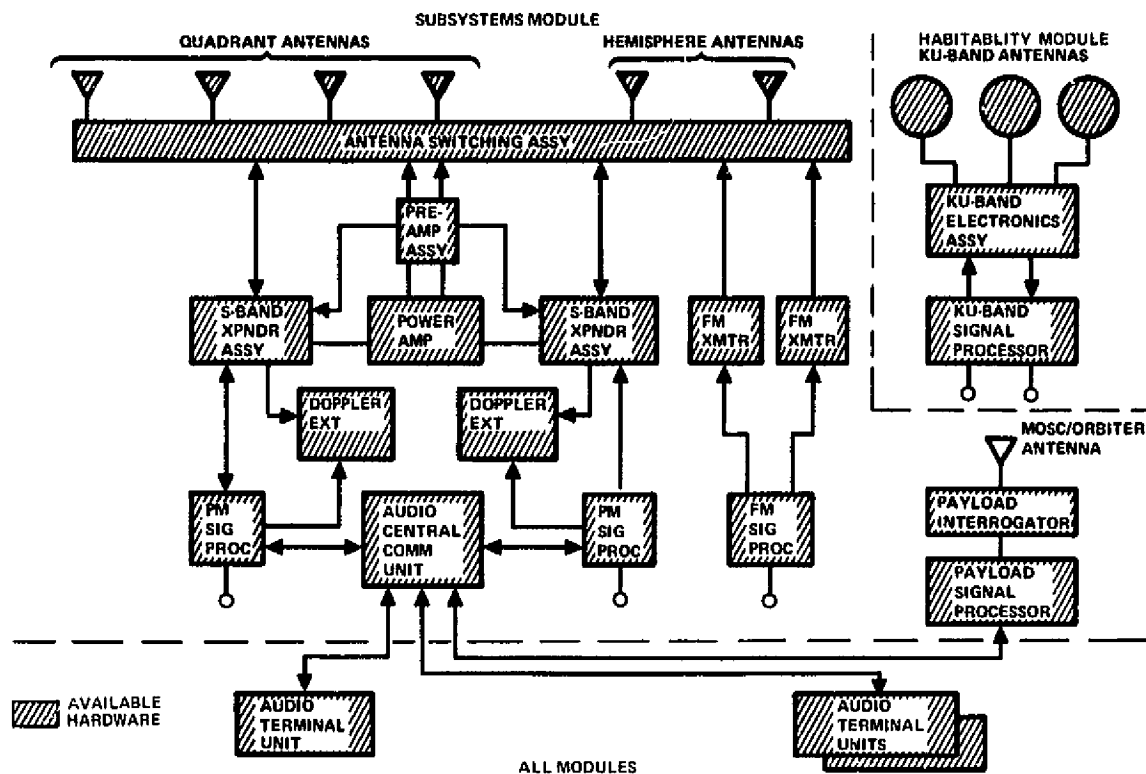 SUBSYSTEMS MODULE
QUADRANT ANTENNAS
HEMISPHERE ANTENNAS
HABITABLITY MODULE
KU-BAND ANTENNAS
ANTENNA SWITCHING ASSY
PRE-
AMP
ASSY
KU-BAND
ELECTRONICS
ASSY
S-BAND
XPNDR
ASSY
POWER
AMP
S-BAND
XPNDR
ASSY
FM
XMTR
FM
XMTR
KU-BAND
SIGNAL
PROCESSOR
DOPPLER
EXT
DOPPLER
EXT
MOSC/ORBITER
ANTENNA
PM
SIG
PROC
AUDIO
CENTRAL
COMM
UNIT
PM
SIG
PROC
FM
SIG
PROC
PAYLOAD
INTERROGATOR
PAYLOAD
SIGNAL
PROCESSOR
AVAILABLE
HARDWARE
AUDIO
TERMINAL
UNIT
AUDIO
TERMINAL
UNITS
ALL MODULES